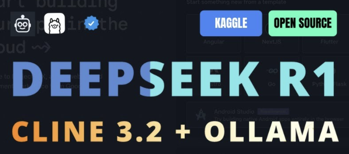 KAGGLE OPEN SOURCE
DEEPSEEK R1
CLINE 3.2 + OLLAMA